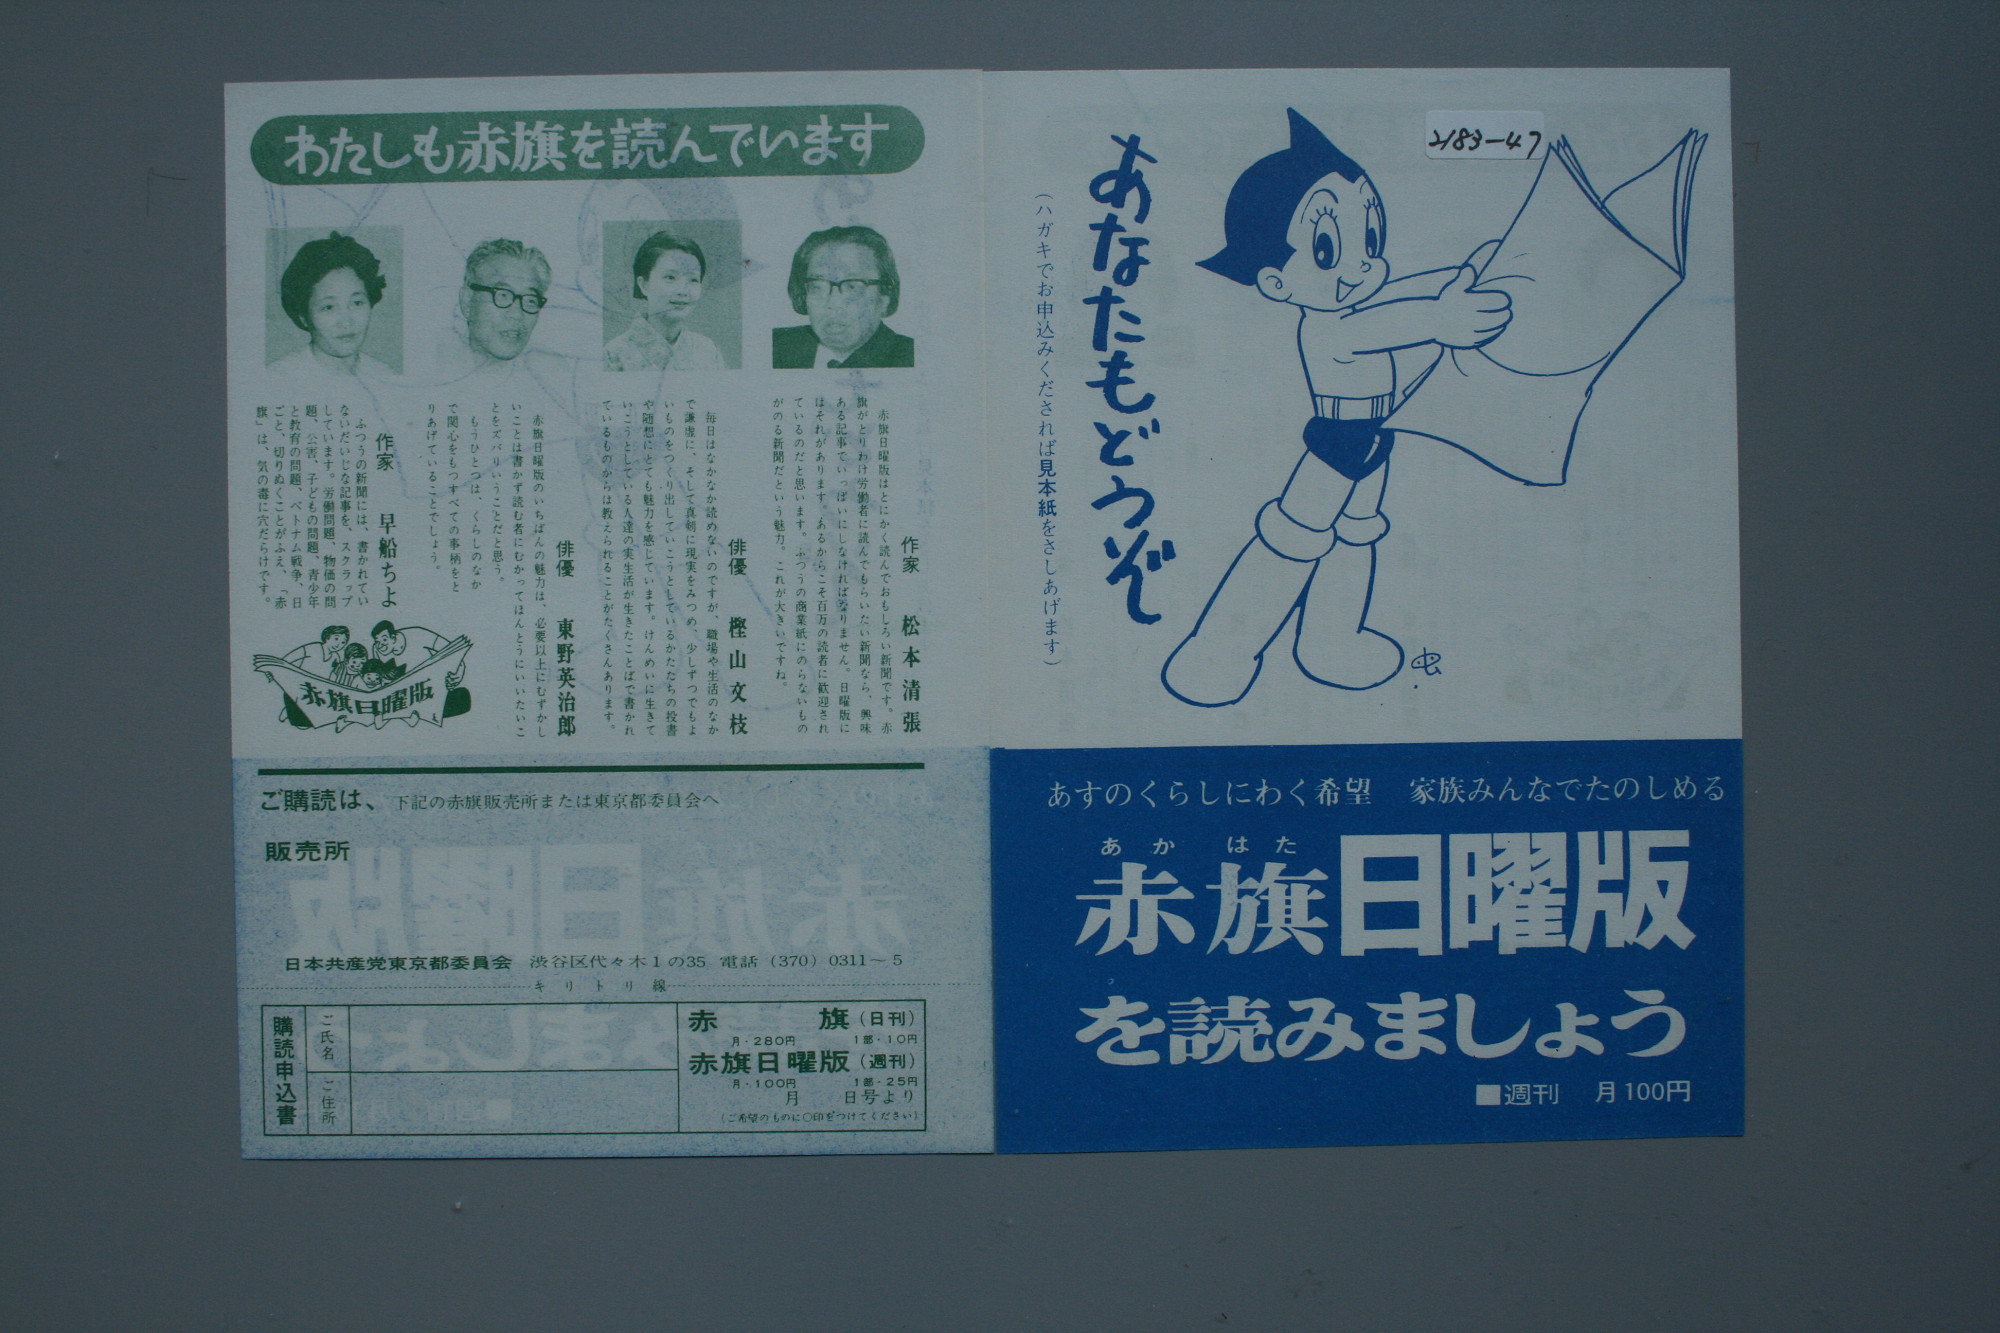 2183-47
あなたもどうぞ
（ハガキでお申込みくだされば見本紙をさしあげます）
虫
あすのくらしにわく希望　家族みんなでたのしめる
あか　はた
赤旗日曜版
を読みましょう
■週刊　月100円
わたしも赤旗を読んでいます
作家　松本清張
赤旗日曜版はとにかく読んでおもしろい新聞です。赤
旗がとりわけ労働者に読んでもらいたい新聞なら、興味
ある記事でいっぱいにしなければなりません。日曜版に
はそれがあります。あるからこそ百万の読者に歓迎され
ているのだと思います。ふつうの商業紙にのらないもの
がのる新聞だという魅力。これが大きいですね。
俳優　樫山文枝
毎日はなかなか読めないのですが、職場や生活のなか
で謙虚に、そして真剣に現実をみつめ、少しずつでもよ
いものをつくり出していこうとしているかたたちの投書
や随想にとても魅力を感じています。けんめいに生きて
いこうとしている人達の実生活が生きたことばで書かれ
ているものからは教えられることがたくさんあります。
俳優　東野英治郎
赤旗日曜版のいちばんの魅力は、必要以上にむずかし
いことは書かず読む者にむかってほんとうにいいたいこ
とをズバリいうことだと思う。
もうひとつは、くらしのなか
で関心をもつすべての事柄をと
りあげていることでしょう。
作家　早船ちよ
ふつうの新聞には、書かれてい
ないだいじな記事を、スクラップ
しています。労働問題、物価の問
題、公害、子どもの問題、青少年
と教育の問題、ベトナム戦争、日
ごと、切りぬくことがふえ、「赤
旗」は、気の毒に穴だらけです。
赤旗日曜版
ご購読は、下記の赤旗販売所または東京都委員会へ
販売所
日本共産党東京都委員会　渋谷区代々木1の35　電話（370）0311～5
キリトリ線
購読申込書
ご氏名
ご住所
赤旗（日刊）
月・280円　1部・10円
赤旗日曜版（週刊）
月・100円　1部・25円
月　日号より
（ご希望のものに○印をつけてください）